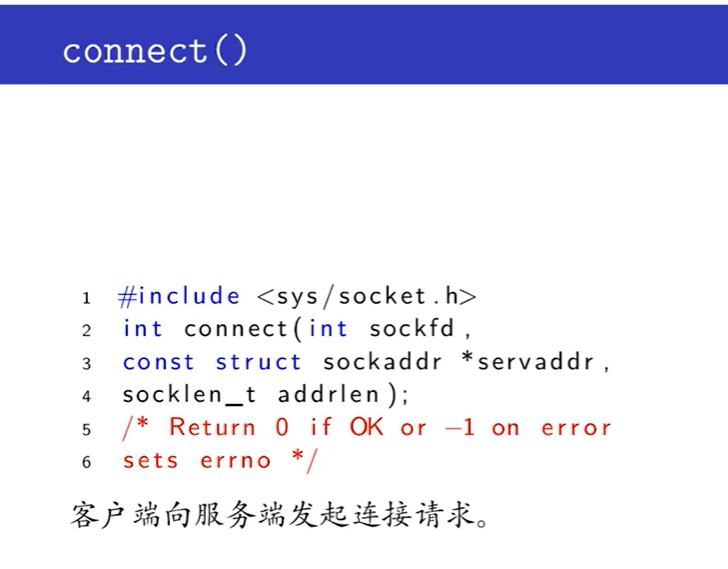 connect()
1 #include <sys/socket.h>
2 int connect(int sockfd,
3 const struct sockaddr *servaddr,
4 socklen_t addrlen);
5 /* Return 0 if OK or −1 on error
6 sets errno */
客户端向服务端发起连接请求。